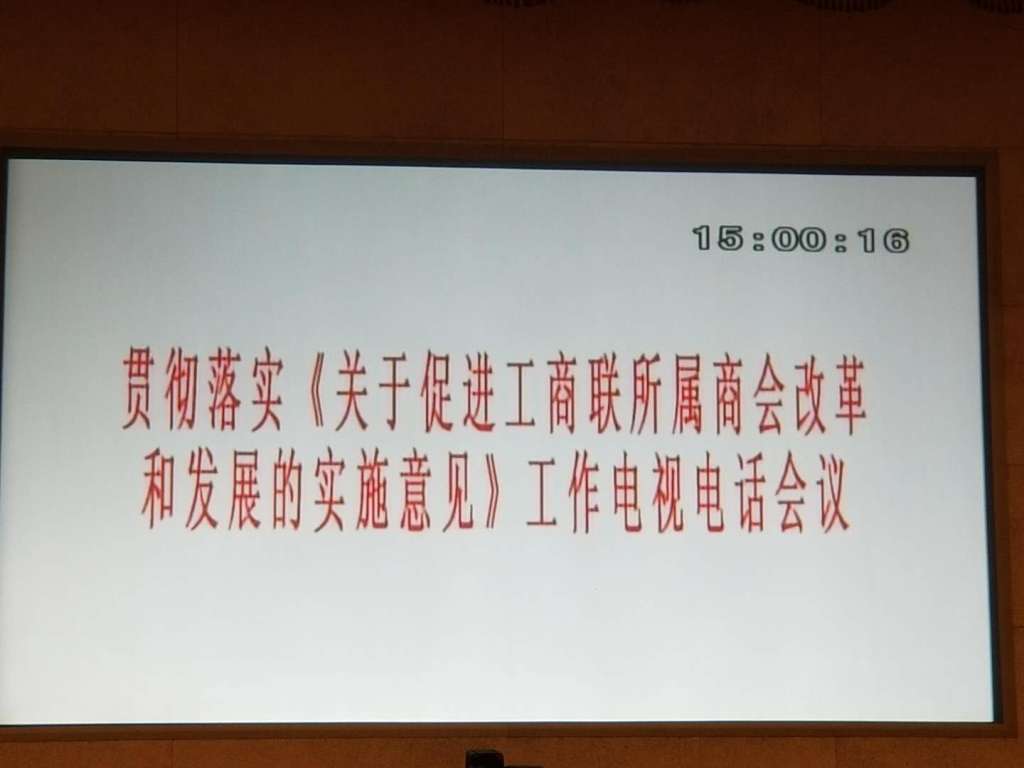 15:00:16
贯彻落实《关于促进工商联所属商会改革
和发展的实施意见》工作电视电话会议